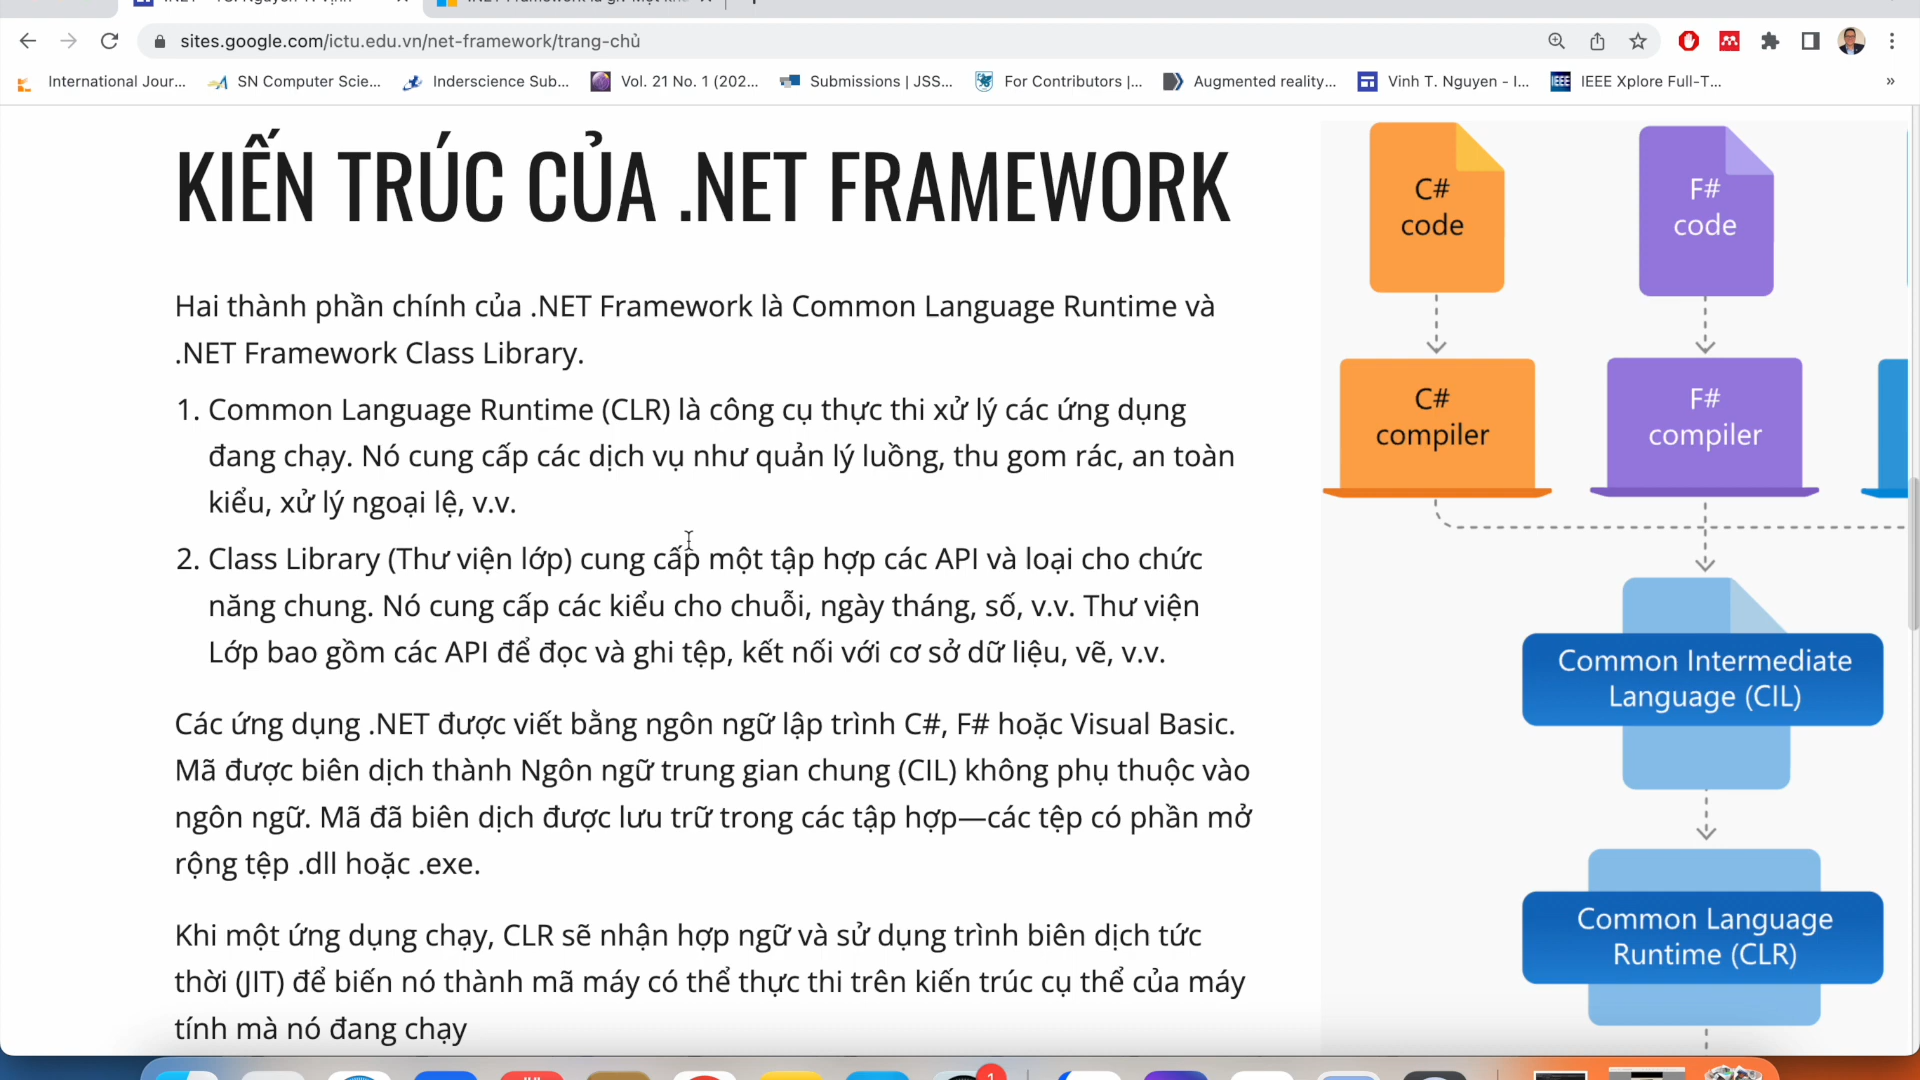 sites.google.com/ictu.edu.vn/net-framework/trang-chủ
International Jour... SN Computer Scie... Inderscience Sub... Vol. 21 No. 1 (202... Submissions | JSS... For Contributors |... Augmented reality... Vinh T. Nguyen - I... IEEE Xplore Full-T... »
KIẾN TRÚC CỦA .NET FRAMEWORK
Hai thành phần chính của .NET Framework là Common Language Runtime và
.NET Framework Class Library.
1. Common Language Runtime (CLR) là công cụ thực thi xử lý các ứng dụng
đang chạy. Nó cung cấp các dịch vụ như quản lý luồng, thu gom rác, an toàn
kiểu, xử lý ngoại lệ, v.v.
2. Class Library (Thư viện lớp) cung cấp một tập hợp các API và loại cho chức
năng chung. Nó cung cấp các kiểu cho chuỗi, ngày tháng, số, v.v. Thư viện
Lớp bao gồm các API để đọc và ghi tệp, kết nối với cơ sở dữ liệu, vẽ, v.v.
Các ứng dụng .NET được viết bằng ngôn ngữ lập trình C#, F# hoặc Visual Basic.
Mã được biên dịch thành Ngôn ngữ trung gian chung (CIL) không phụ thuộc vào
ngôn ngữ. Mã đã biên dịch được lưu trữ trong các tập hợp—các tệp có phần mở
rộng tệp .dll hoặc .exe.
Khi một ứng dụng chạy, CLR sẽ nhận hợp ngữ và sử dụng trình biên dịch tức
thời (JIT) để biến nó thành mã máy có thể thực thi trên kiến trúc cụ thể của máy
tính mà nó đang chạy
C#
code
F#
code
C#
compiler
F#
compiler
Common Intermediate
Language (CIL)
Common Language
Runtime (CLR)
1